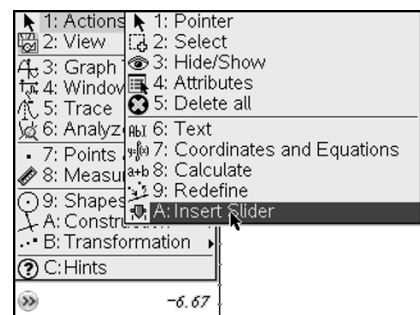 1: Actions
2: View
3: Graph
4: Window
5: Trace
6: Analyz
7: Points
8: Measu
9: Shapes
A: Constru
B: Transformation
C: Hints
1: Pointer
2: Select
3: Hide/Show
4: Attributes
5: Delete all
6: Text
7: Coordinates and Equations
8: Calculate
9: Redefine
A: Insert Slider
-6.67